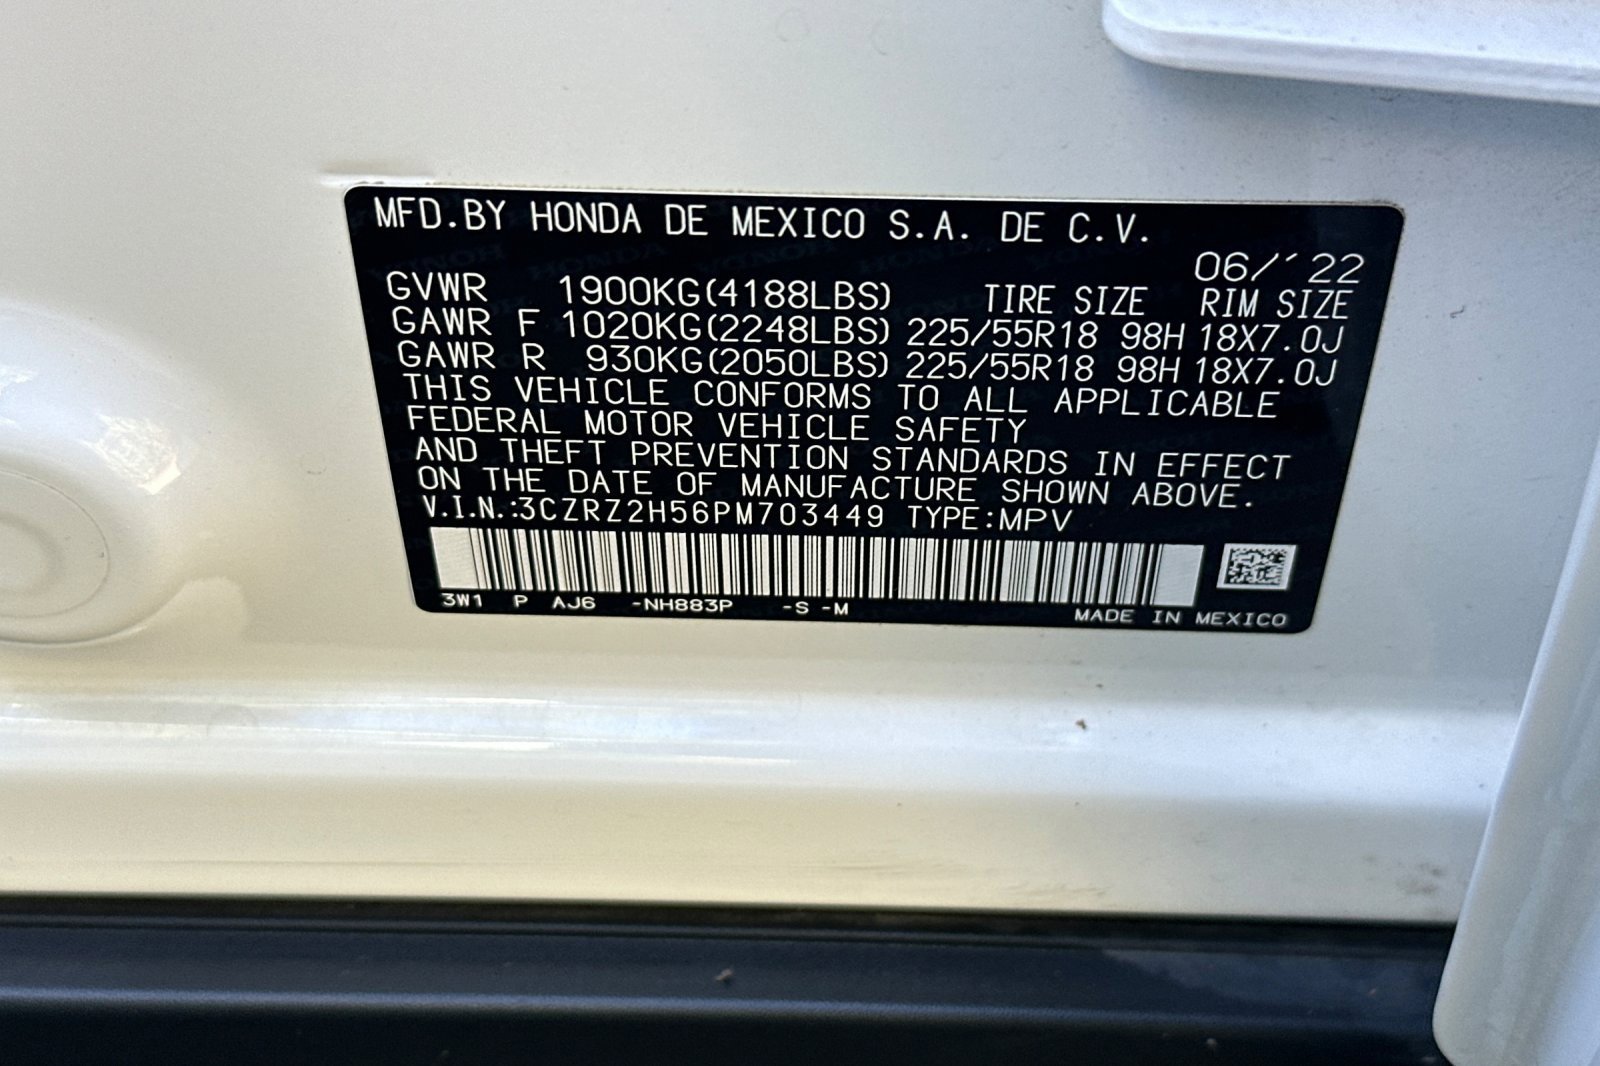 MFD.BY HONDA DE MEXICO S.A. DE C.V.
06/'22
GVWR 1900KG(4188LBS) TIRE SIZE RIM SIZE
GAWR F 1020KG(2248LBS) 225/55R18 98H 18X7.0J
GAWR R 930KG(2050LBS) 225/55R18 98H 18X7.0J
THIS VEHICLE CONFORMS TO ALL APPLICABLE
FEDERAL MOTOR VEHICLE SAFETY
AND THEFT PREVENTION STANDARDS IN EFFECT
ON THE DATE OF MANUFACTURE SHOWN ABOVE.
V.I.N.:3CZRZ2H56PM703449 TYPE:MPV
3W1 P AJ6 -NH883P -S -M
MADE IN MEXICO